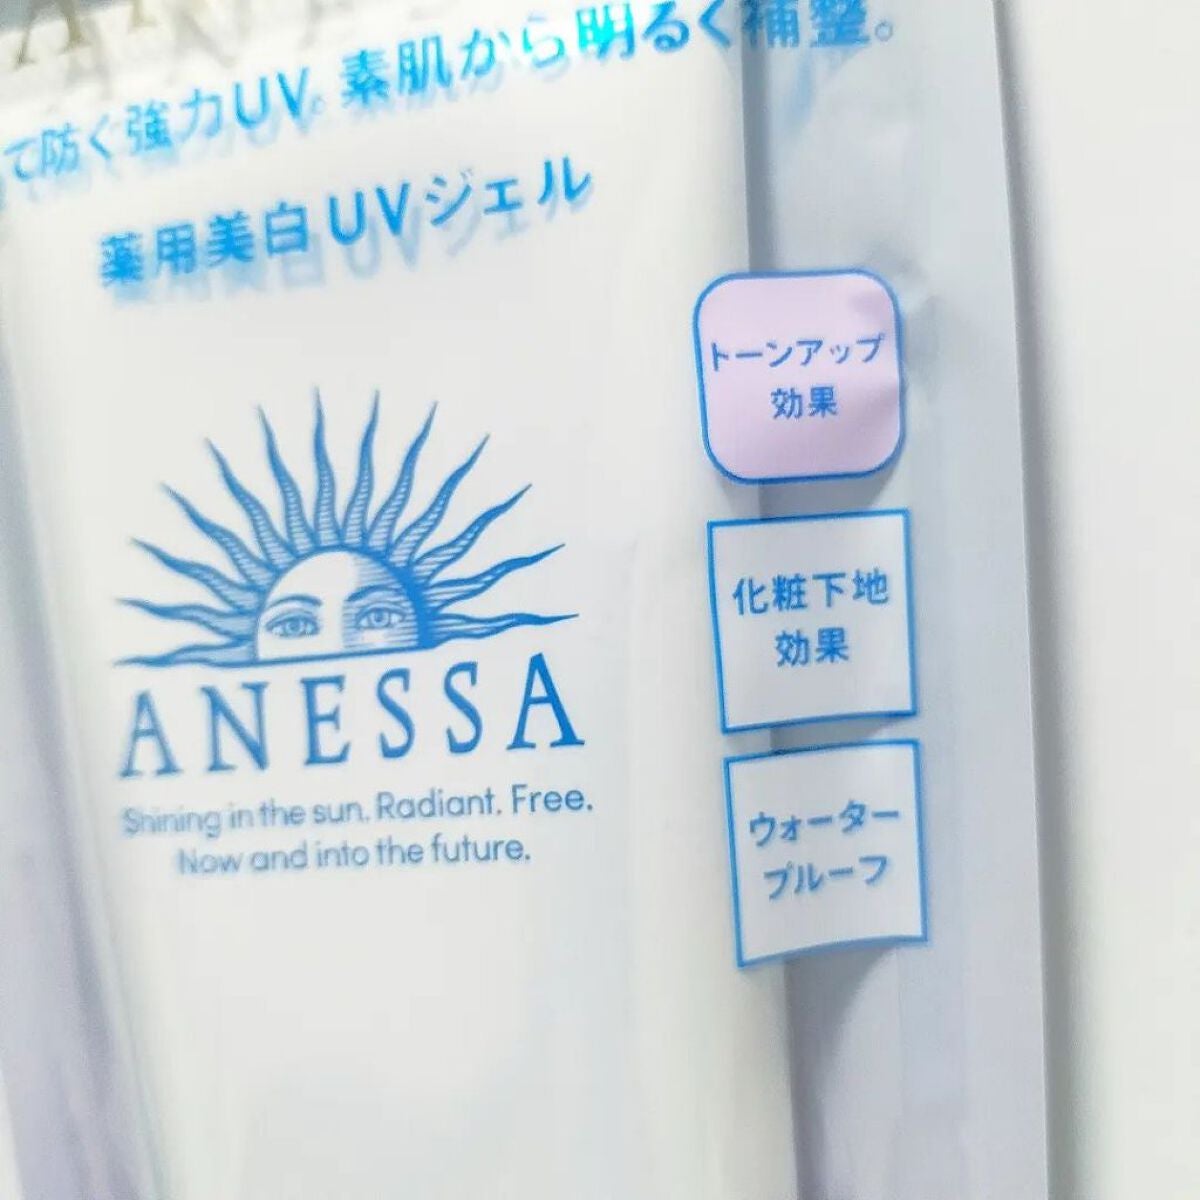 て防ぐ強力UV。素肌から明るく補整。
薬用美白UVジェル
トーンアップ
効果
化粧下地
効果
ウォーター
プルーフ
ANESSA
Shining in the sun. Radiant. Free.
Now and into the future.